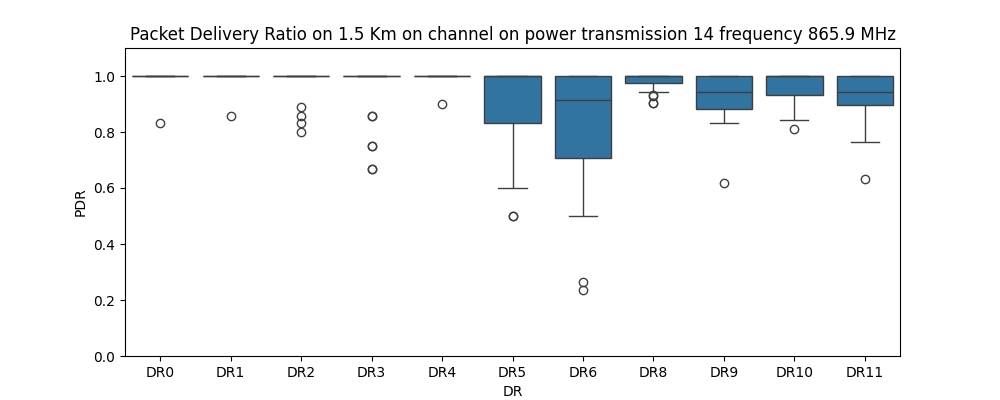 Packet Delivery Ratio on 1.5 Km on channel on power transmission 14 frequency 865.9 MHz
1.0
0.8
0.6
0.4
0.2
0.0
PDR
DR0 DR1 DR2 DR3 DR4 DR5 DR6 DR8 DR9 DR10 DR11
DR